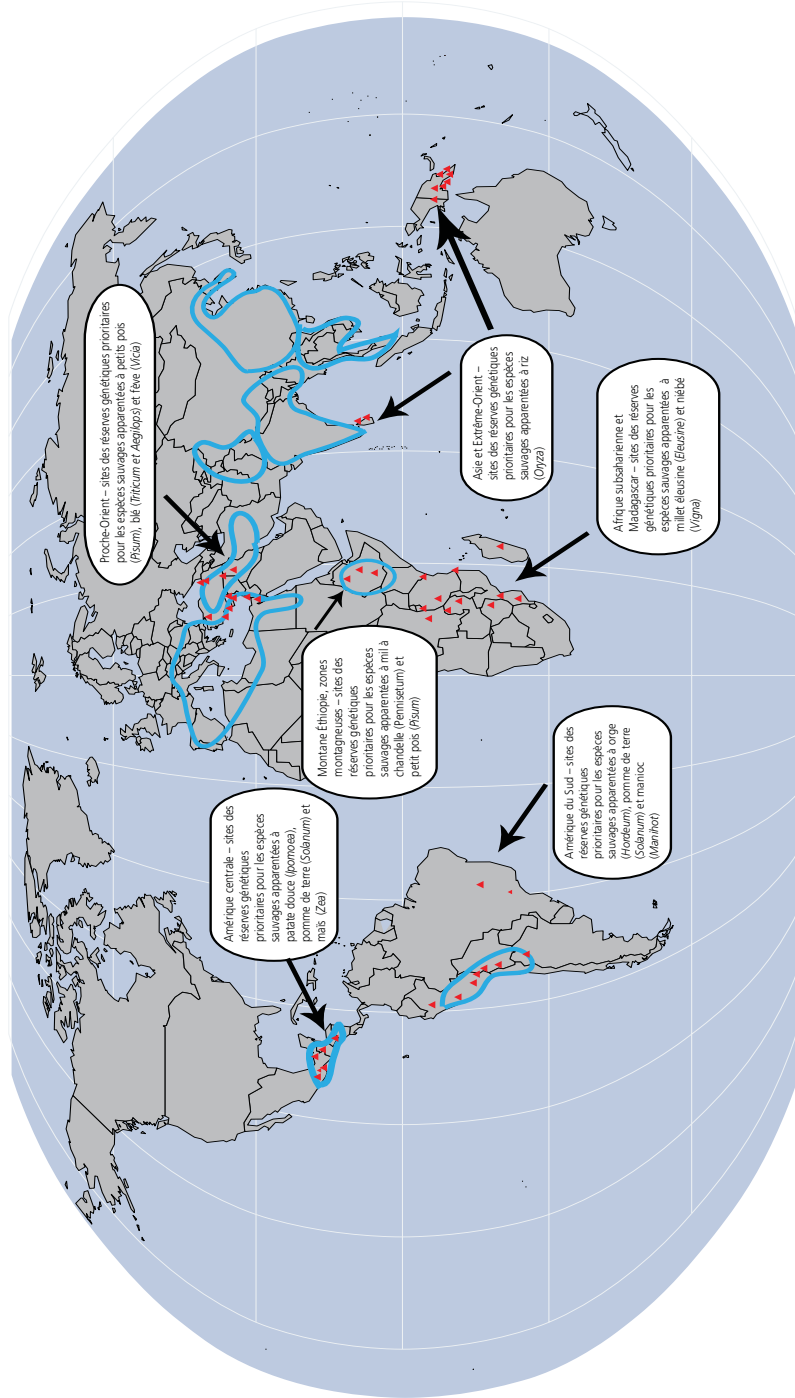 Amérique centrale – sites des
réserves génétiques
prioritaires pour les espèces
sauvages apparentées à
patate douce (Ipomoea),
pomme de terre (Solanum) et
maïs (Zea)
Montane Éthiopie, zones
montagneuses – sites des
réserves génétiques
prioritaires pour les espèces
sauvages apparentées à mil à
chandelle (Pennisetum) et
petit pois (Pisum)
Proche-Orient – sites des réserves génétiques prioritaires
pour les espèces sauvages apparentées à petits pois
(Pisum), blé (Triticum et Aegilops) et fève (Vicia)
Amérique du Sud – sites des
réserves génétiques
prioritaires pour les espèces
sauvages apparentées à orge
(Hordeum), pomme de terre
(Solanum) et manioc
(Manihot)
Afrique subsaharienne et
Madagascar – sites des réserves
génétiques prioritaires pour les
espèces sauvages apparentées à
millet éleusine (Eleusine) et niébé
(Vigna)
Asie et Extrême-Orient –
sites des réserves génétiques
prioritaires pour les espèces
sauvages apparentées à riz
(Oryza)